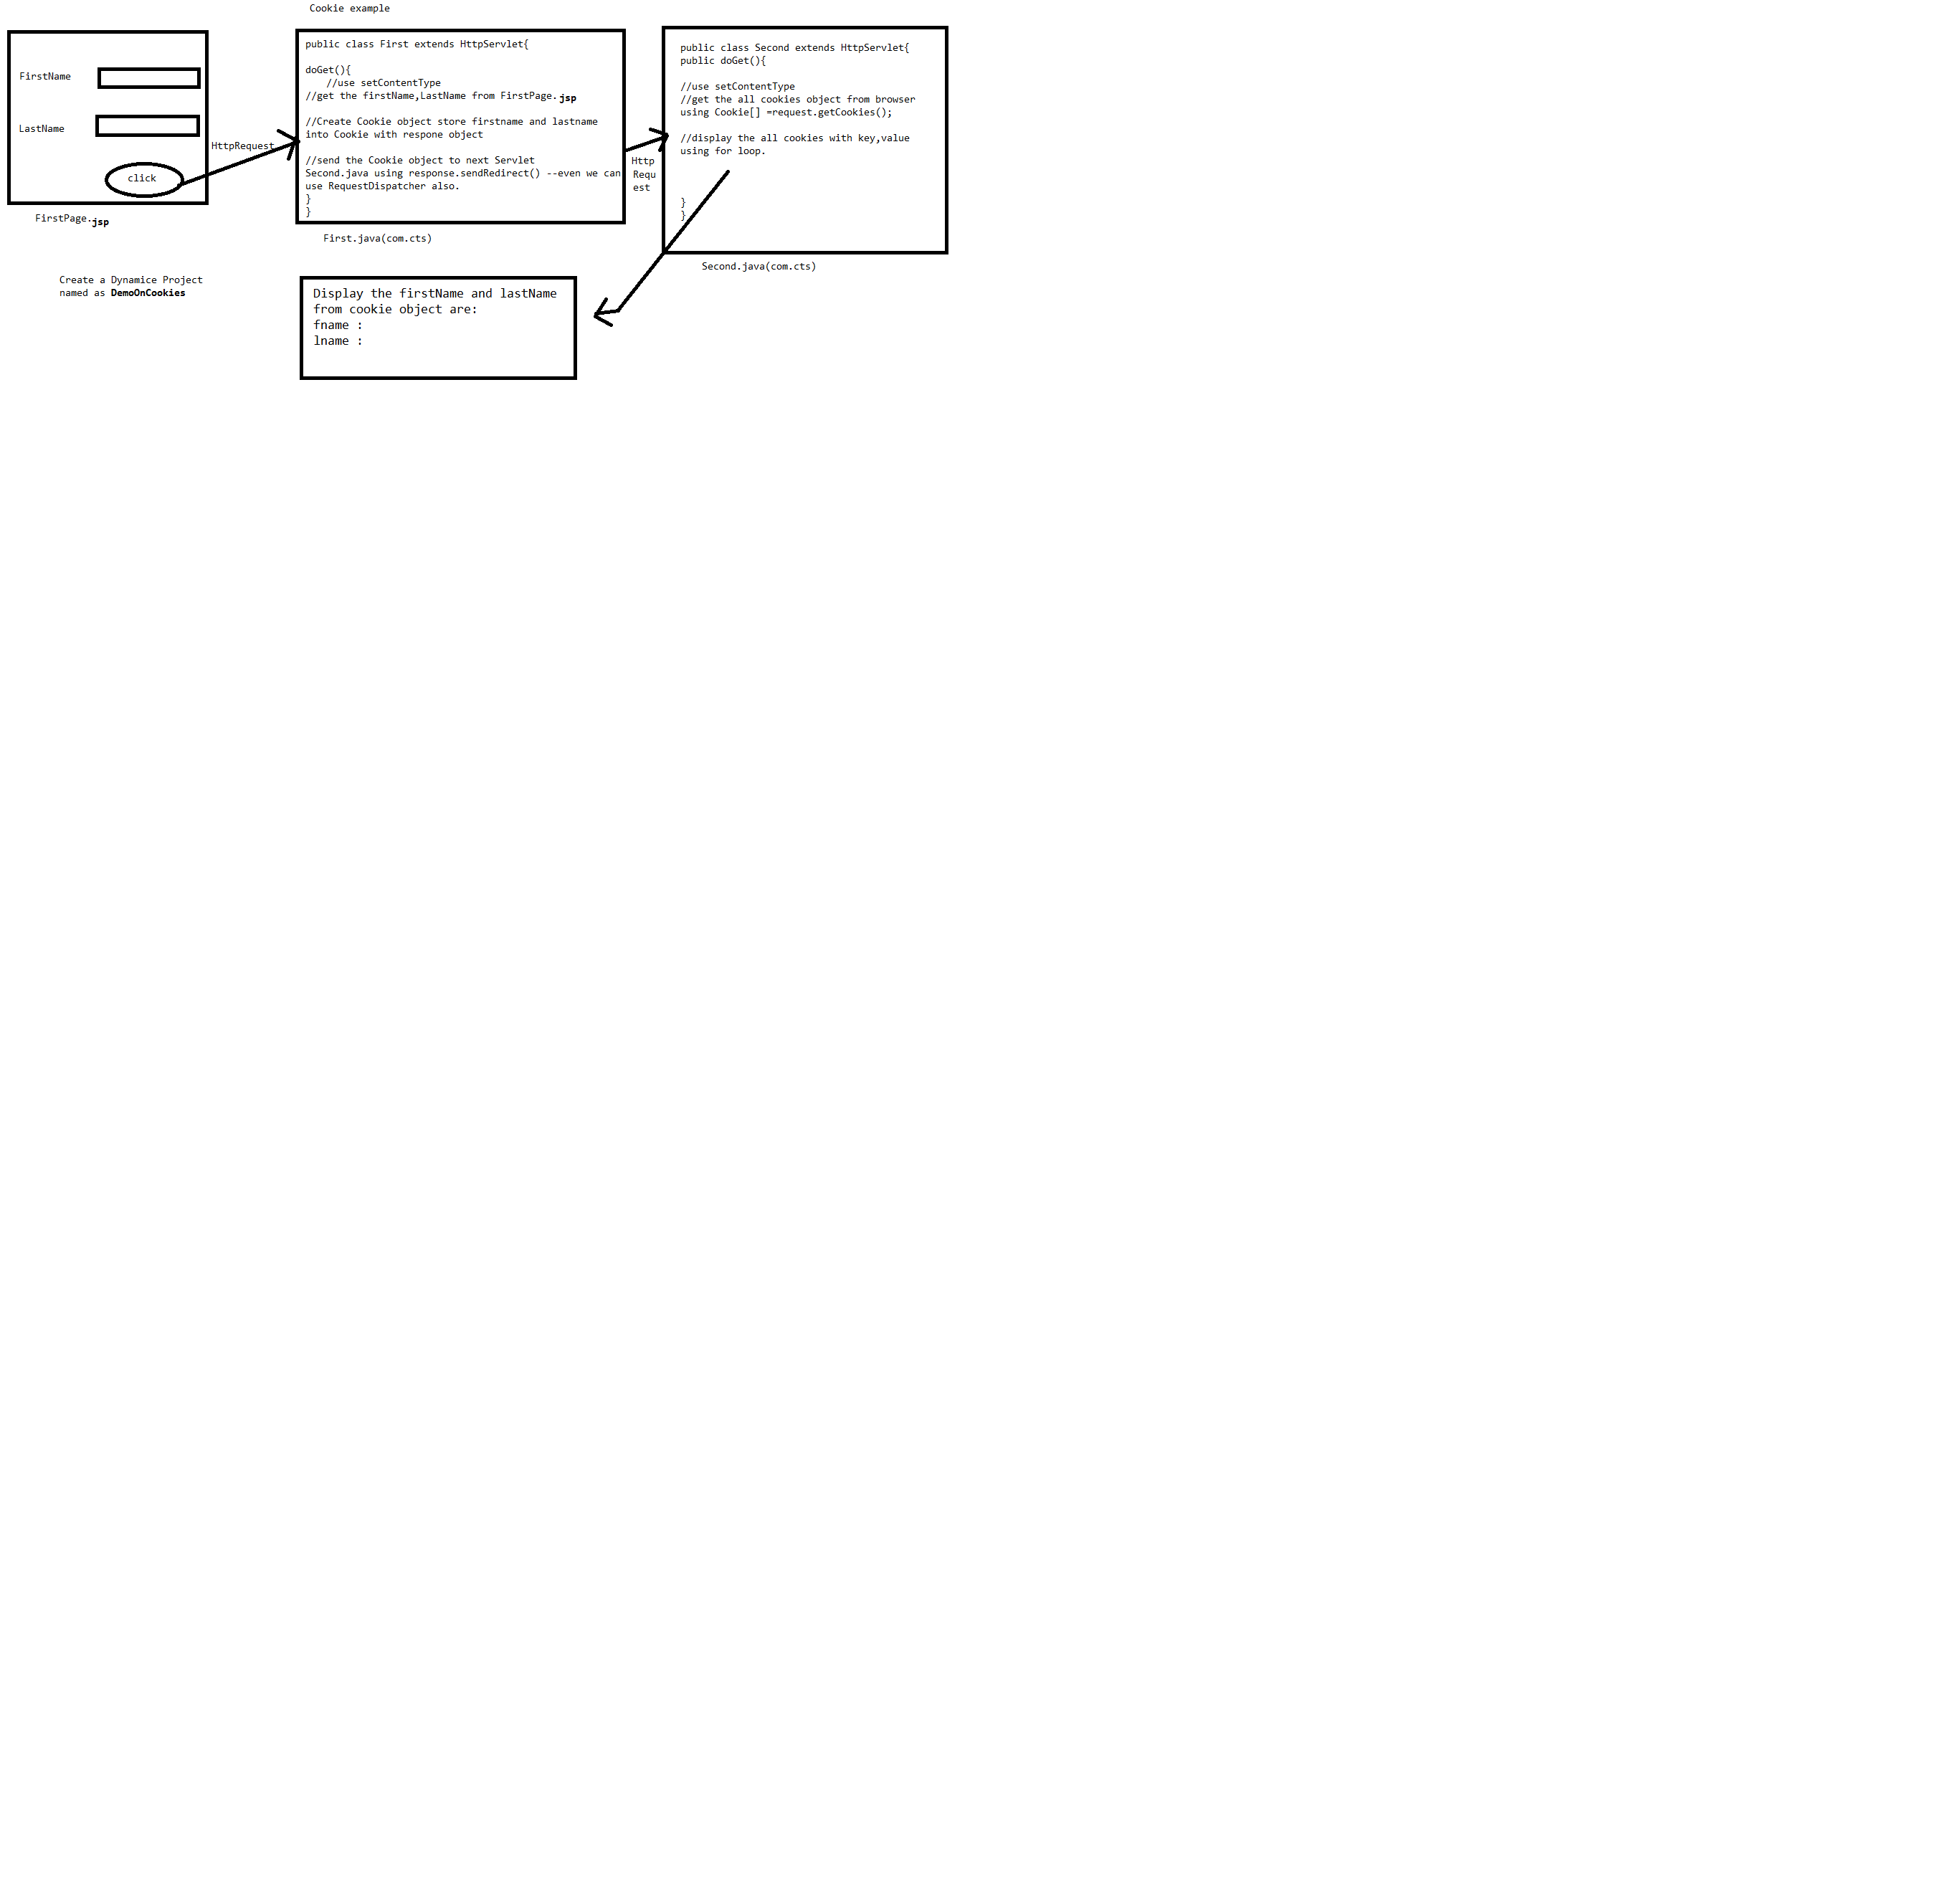 Cookie example
FirstName
LastName
click
FirstPage.jsp
HttpRequest
public class First extends HttpServlet{
doGet(){
//use setContentType
//get the firstName,LastName from FirstPage.jsp
//Create Cookie object store firstname and lastname
into Cookie with respone object
//send the Cookie object to next Servlet
Second.java using response.sendRedirect() --even we can
use RequestDispatcher also.
}
}
First.java(com.cts)
Http
Requ
est
public class Second extends HttpServlet{
public doGet(){
//use setContentType
//get the all cookies object from browser
using Cookie[] =request.getCookies();
//display the all cookies with key,value
using for loop.
}
}
Second.java(com.cts)
Create a Dynamice Project
named as DemoOnCookies
Display the firstName and lastName
from cookie object are:
fname :
lname :